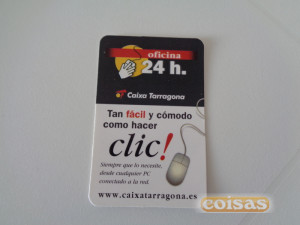 oficina
24 h.
Caixa Tarragona
Tan fácil y cómodo
como hacer
clic!
Siempre que lo necesite,
desde cualquier PC
conectado a la red.
www.caixatarragona.es
coisas